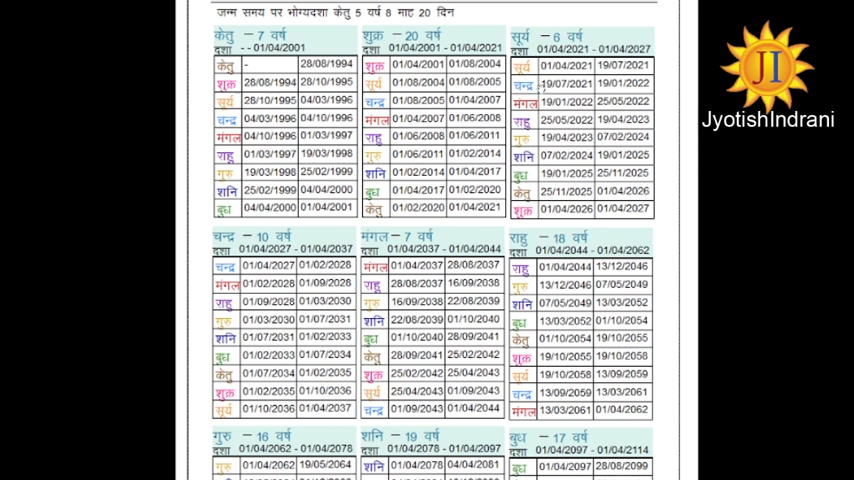 जन्म समय पर भोग्यदशा केतु 5 वर्ष 8 माह 20 दिन
केतु - 7 वर्ष
दशा - - 01/04/2001
केतु - 28/08/1994
शुक्र 28/08/1994 28/10/1995
सूर्य 28/10/1995 04/03/1996
चन्द्र 04/03/1996 04/10/1996
मंगल 04/10/1996 01/03/1997
राहु 01/03/1997 19/03/1998
गुरु 19/03/1998 25/02/1999
शनि 25/02/1999 04/04/2000
बुध 04/04/2000 01/04/2001
शुक्र - 20 वर्ष
दशा 01/04/2001 - 01/04/2021
शुक्र 01/04/2001 01/08/2004
सूर्य 01/08/2004 01/08/2005
चन्द्र 01/08/2005 01/04/2007
मंगल 01/04/2007 01/06/2008
राहु 01/06/2008 01/06/2011
गुरु 01/06/2011 01/02/2014
शनि 01/02/2014 01/04/2017
बुध 01/04/2017 01/02/2020
केतु 01/02/2020 01/04/2021
सूर्य - 6 वर्ष
दशा 01/04/2021 - 01/04/2027
सूर्य 01/04/2021 19/07/2021
चन्द्र 19/07/2021 19/01/2022
मंगल 19/01/2022 25/05/2022
राहु 25/05/2022 19/04/2023
गुरु 19/04/2023 07/02/2024
शनि 07/02/2024 19/01/2025
बुध 19/01/2025 25/11/2025
केतु 25/11/2025 01/04/2026
शुक्र 01/04/2026 01/04/2027
चन्द्र - 10 वर्ष
दशा 01/04/2027 - 01/04/2037
चन्द्र 01/04/2027 01/02/2028
मंगल 01/02/2028 01/09/2028
राहु 01/09/2028 01/03/2030
गुरु 01/03/2030 01/07/2031
शनि 01/07/2031 01/02/2033
बुध 01/02/2033 01/07/2034
केतु 01/07/2034 01/02/2035
शुक्र 01/02/2035 01/10/2036
सूर्य 01/10/2036 01/04/2037
मंगल - 7 वर्ष
दशा 01/04/2037 - 01/04/2044
मंगल 01/04/2037 28/08/2037
राहु 28/08/2037 16/09/2038
गुरु 16/09/2038 22/08/2039
शनि 22/08/2039 01/10/2040
बुध 01/10/2040 28/09/2041
केतु 28/09/2041 25/02/2042
शुक्र 25/02/2042 25/04/2043
सूर्य 25/04/2043 01/09/2043
चन्द्र 01/09/2043 01/04/2044
राहु - 18 वर्ष
दशा 01/04/2044 - 01/04/2062
राहु 01/04/2044 13/12/2046
गुरु 13/12/2046 07/05/2049
शनि 07/05/2049 13/03/2052
बुध 13/03/2052 01/10/2054
केतु 01/10/2054 19/10/2055
शुक्र 19/10/2055 19/10/2058
सूर्य 19/10/2058 13/09/2059
चन्द्र 13/09/2059 13/03/2061
मंगल 13/03/2061 01/04/2062
गुरु - 16 वर्ष
दशा 01/04/2062 - 01/04/2078
गुरु 01/04/2062 19/05/2064
शनि - 19 वर्ष
दशा 01/04/2078 - 01/04/2097
शनि 01/04/2078 04/04/2081
बुध - 17 वर्ष
दशा 01/04/2097 - 01/04/2114
बुध 01/04/2097 28/08/2099
JI
JyotishIndrani